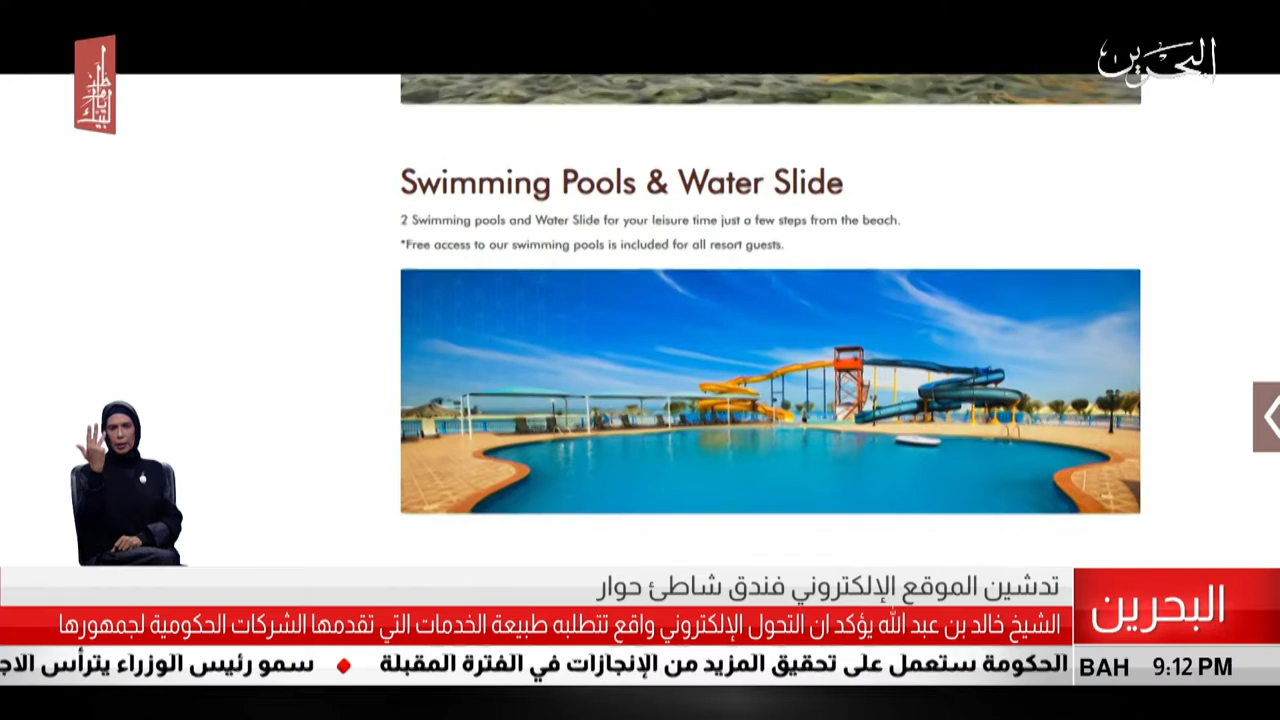 البحرين
Swimming Pools & Water Slide
2 Swimming pools and Water Slide for your leisure time just a few steps from the beach.
*Free access to our swimming pools is included for all resort guests.
تدشين الموقع الإلكتروني فندق شاطئ حوار
البحرين
الشيخ خالد بن عبد الله يؤكد ان التحول الإلكتروني واقع تتطلبه طبيعة الخدمات التي تقدمها الشركات الحكومية لجمهورها
الحكومة ستعمل على تحقيق المزيد من الإنجازات في الفترة المقبلة • سمو رئيس الوزراء يترأس
BAH 9:12 PM